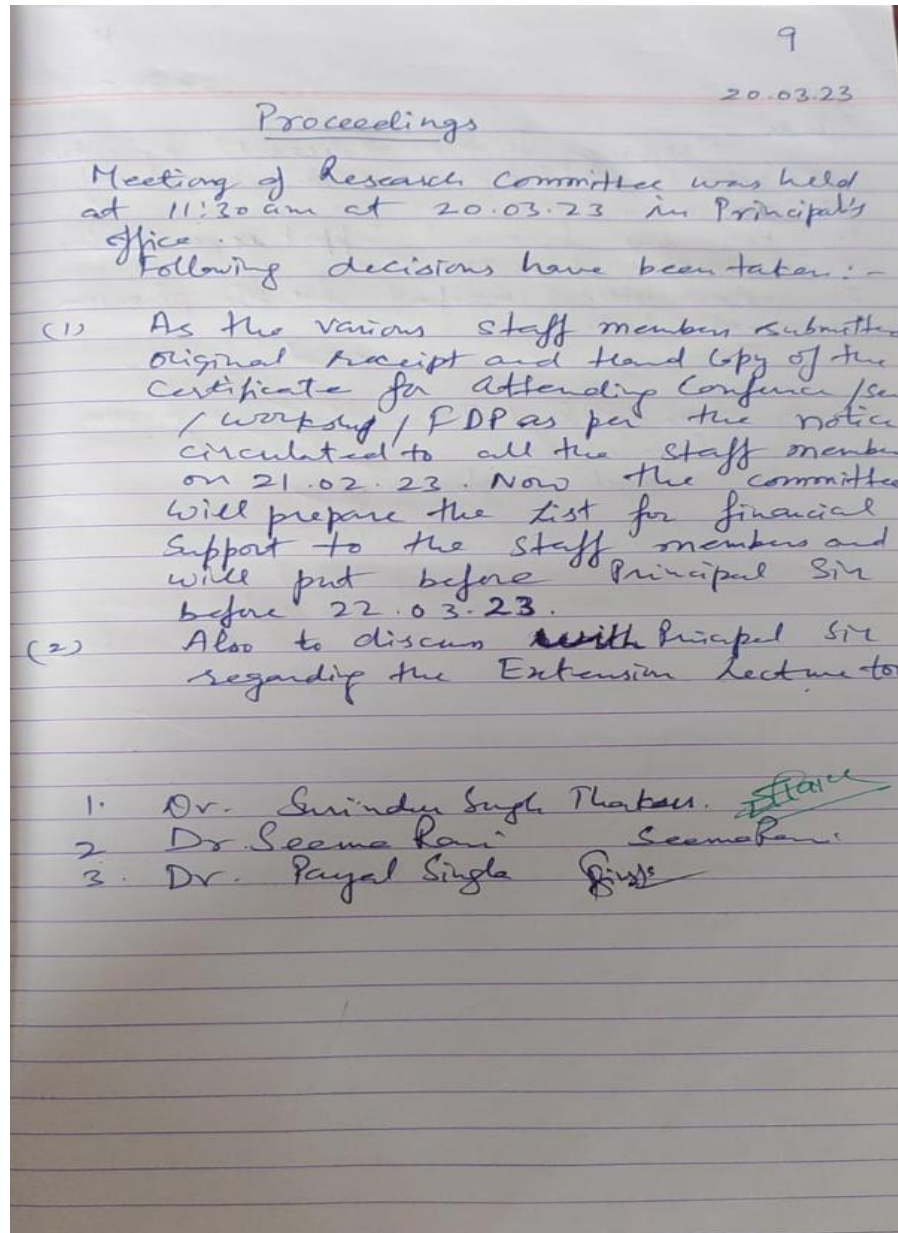 9
20.03.23
Proceedings
Meeting of Research Committee was held
at 11:30 am at 20.03.23 in Principal's
Office.
Following decisions have been taken:-
(1) As the various staff members submitted
original receipt and Hand Copy of the
Certificate for attending Confence /se
/ workshop / FDP as per the notice
circulated to all the staff member
on 21.02.23. Now the committee
will prepare the list for financial
Support to the staff members and
will put before Principal Sir
before 22.03.23.
(2) Also to discuss with Principal Sir
regarding the Extension Lecture to
1. Dr. Surinder Singh
2 Dr Seema Rani Seema Rani
3. Dr. Payal Singla